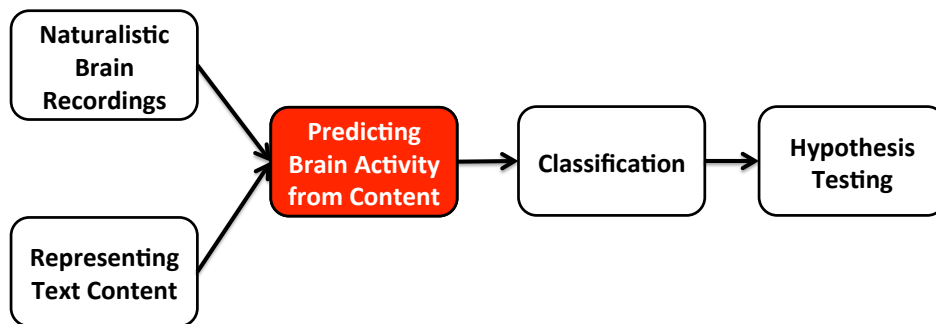 Naturalistic
Brain
Recordings
Predicting
Brain Activity
from Content
Classification
Hypothesis
Testing
Representing
Text Content